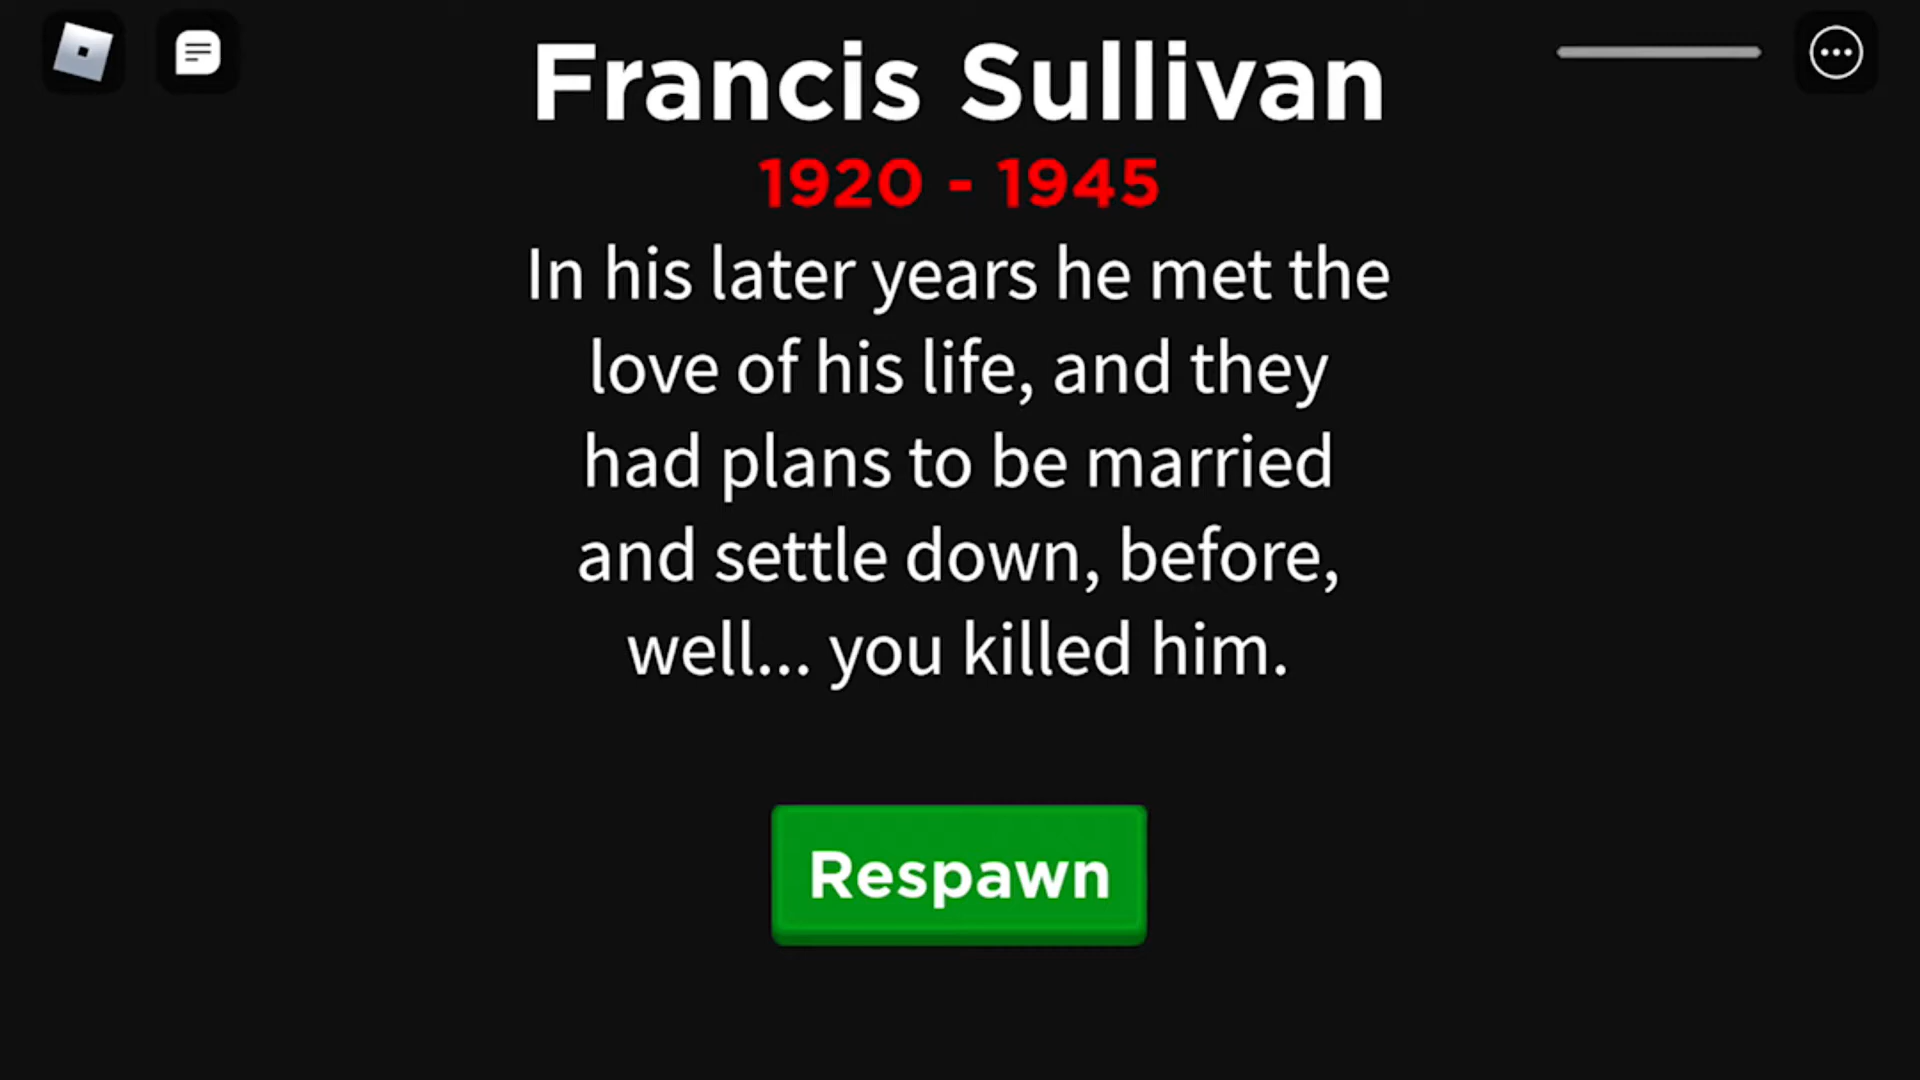 Francis Sullivan
1920 - 1945
In his later years he met the
love of his life, and they
had plans to be married
and settle down, before,
well... you killed him.
Respawn